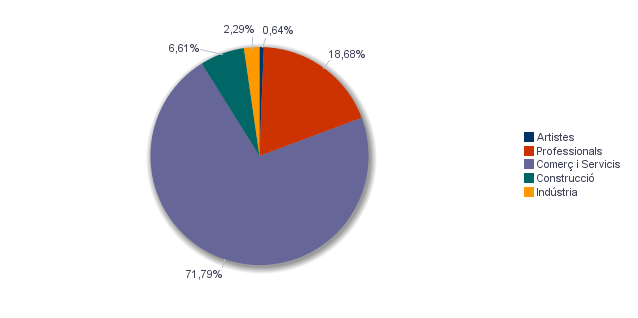 2,29%
0,64%
6,61%
18,68%
71,79%
Artistes
Professionals
Comerç i Servicis
Construcció
Indústria